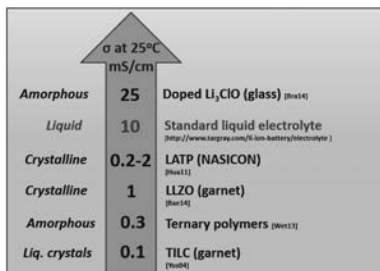 σ at 25°C
mS/cm
Amorphous 25 Doped Li₃ClO (glass) [Bra14]
Liquid 10 Standard liquid electrolyte
[http://www.targray.com/li-ion-battery/electrolyte ]
Crystalline 0.2-2 LATP (NASICON)
[Hua11]
Crystalline 1 LLZO (garnet)
[Bae14]
Amorphous 0.3 Ternary polymers [Wet13]
Liq. crystals 0.1 TILC (garnet)
[Yos04]